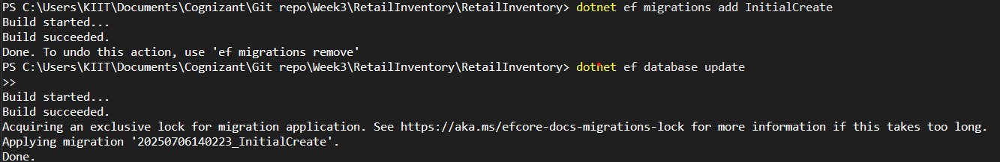 PS C:\Users\KIIT\Documents\Cognizant\Git repo\Week3\RetailInventory\RetailInventory> dotnet ef migrations add InitialCreate
Build started...
Build succeeded.
Done. To undo this action, use 'ef migrations remove'
PS C:\Users\KIIT\Documents\Cognizant\Git repo\Week3\RetailInventory\RetailInventory> dotnet ef database update
>>
Build started...
Build succeeded.
Acquiring an exclusive lock for migration application. See https://aka.ms/efcore-docs-migrations-lock for more information if this takes too long.
Applying migration '20250706140223_InitialCreate'.
Done.